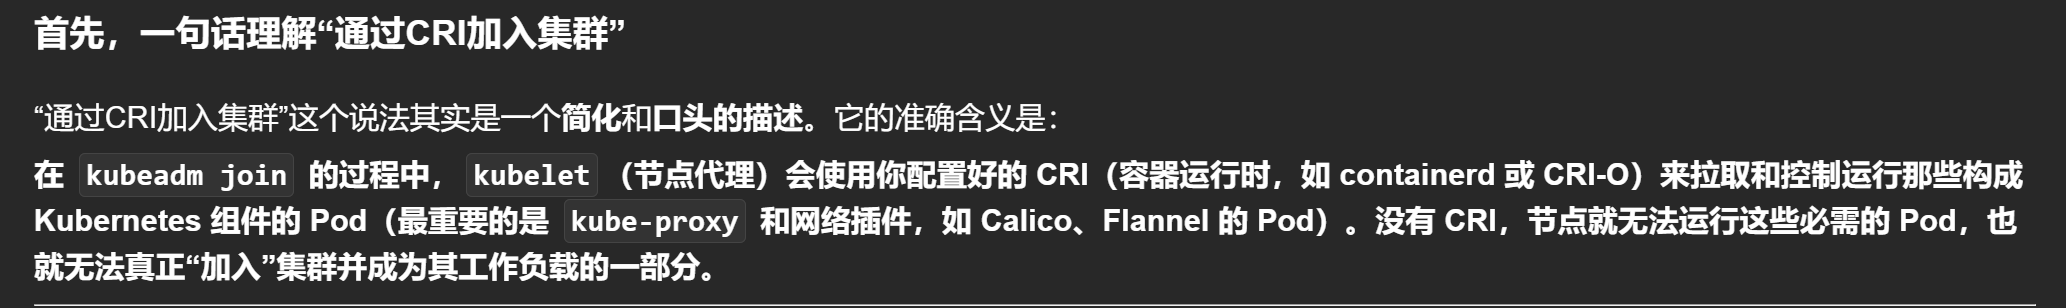 首先，一句话理解“通过CRI加入集群”
“通过CRI加入集群”这个说法其实是一个简化和口头的描述。它的准确含义是：
在 kubeadm join 的过程中， kubelet （节点代理）会使用你配置好的 CRI（容器运行时，如 containerd 或 CRI-O）来拉取和控制运行那些构成
Kubernetes 组件的 Pod（最重要的是 kube-proxy 和网络插件，如 Calico、Flannel 的 Pod）。没有 CRI，节点就无法运行这些必需的 Pod，也
就无法真正“加入”集群并成为其工作负载的一部分。